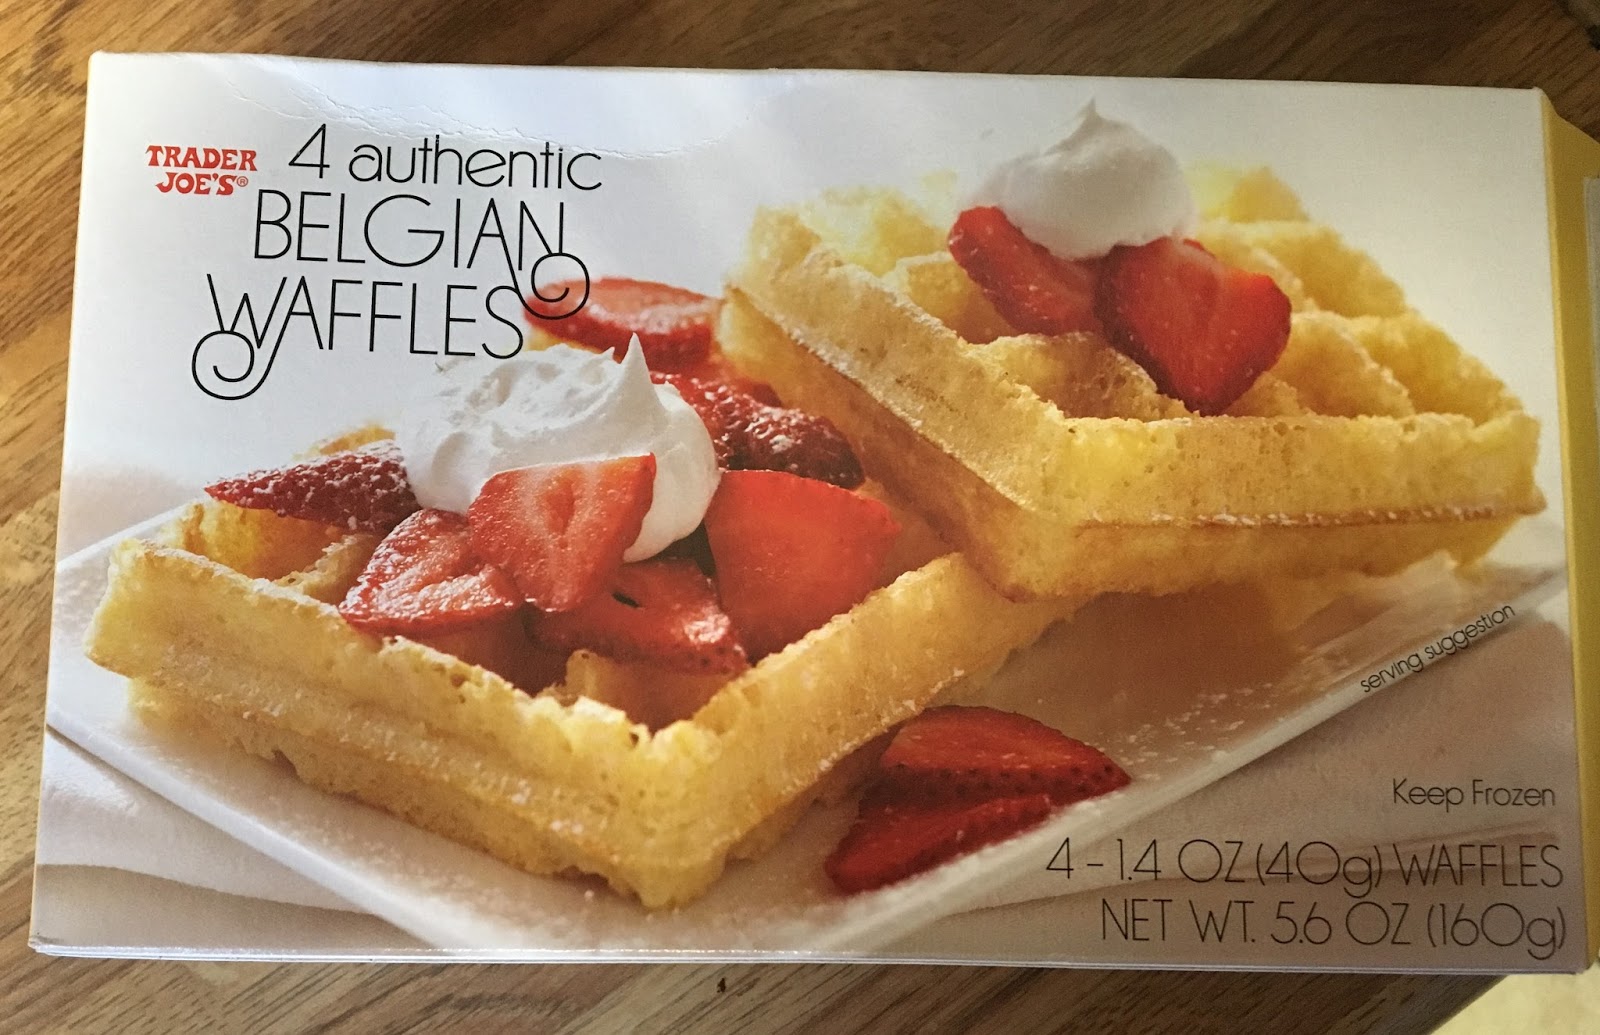 TRADER
JOE'S®
4 authentic
BELGIAN
WAFFLES
serving suggestion
Keep Frozen
4-1.4 OZ (40g) WAFFLES
NET WT. 5.6 OZ (160g)